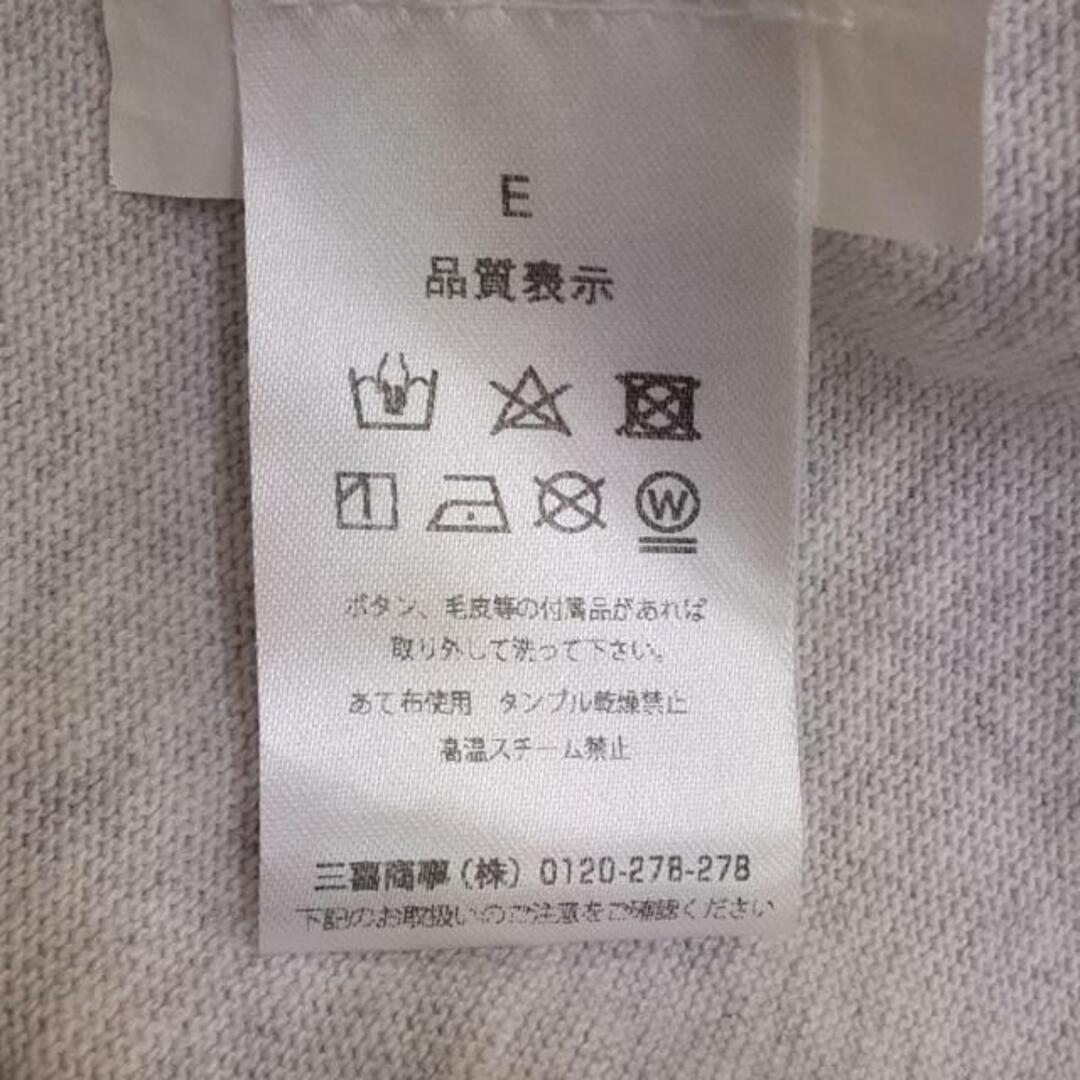 E
品質表示
W
ボタン、毛皮等の付属品があれば
取り外して洗って下さい。
あて布使用　タンブル乾燥禁止
高温スチーム禁止
三喜商事(株) 0120-278-278
下記のお取扱いのご注意をご確認ください